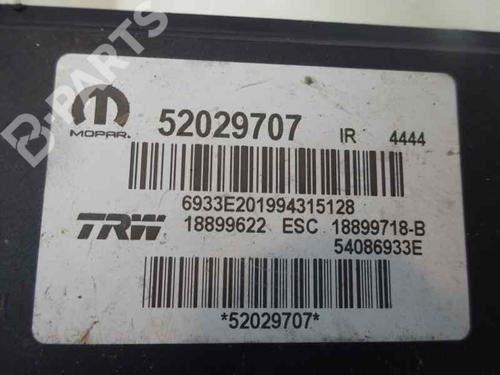 B-PARTS
MOPAR. 52029707 IR 4444
6933E201994315128
TRW 18899622 ESC 18899718-B
54086933E
*52029707*